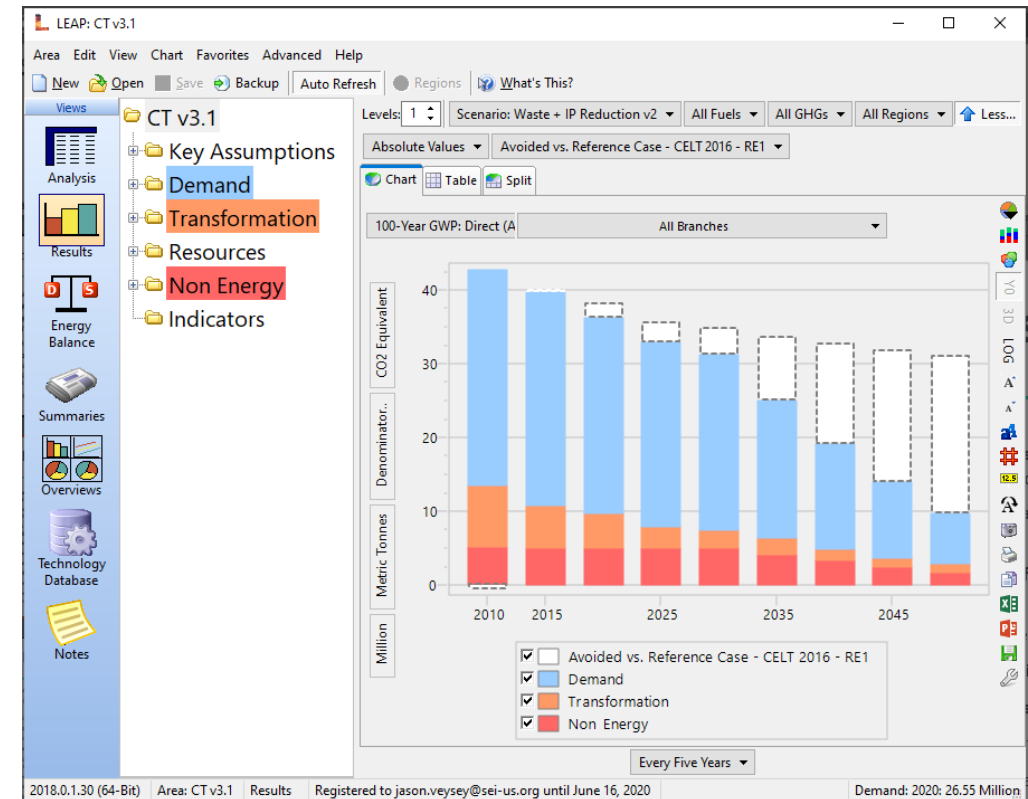 LEAP: CT v3.1
Area Edit View Chart Favorites Advanced Help
New Open Save Backup Auto Refresh Regions What's This?
Views
Analysis
Results
Energy
Balance
Summaries
Overviews
Technology
Database
Notes
CT v3.1
Key Assumptions
Demand
Transformation
Resources
Non Energy
Indicators
Levels: 1 Scenario: Waste + IP Reduction v2 All Fuels All GHGs All Regions Less...
Absolute Values Avoided vs. Reference Case - CELT 2016 - RE1
Chart Table Split
100-Year GWP: Direct (A All Branches
CO2 Equivalent
Denominator..
Metric Tonnes
Million
40
30
20
10
0
2010 2015 2025 2035 2045
Avoided vs. Reference Case - CELT 2016 - RE1
Demand
Transformation
Non Energy
Every Five Years
Y0
3D
LOG
A
A
a
12.5
A
2018.0.1.30 (64-Bit) Area: CT v3.1 Results Registered to jason.veysey@sei-us.org until June 16, 2020 Demand: 2020: 26.55 Million